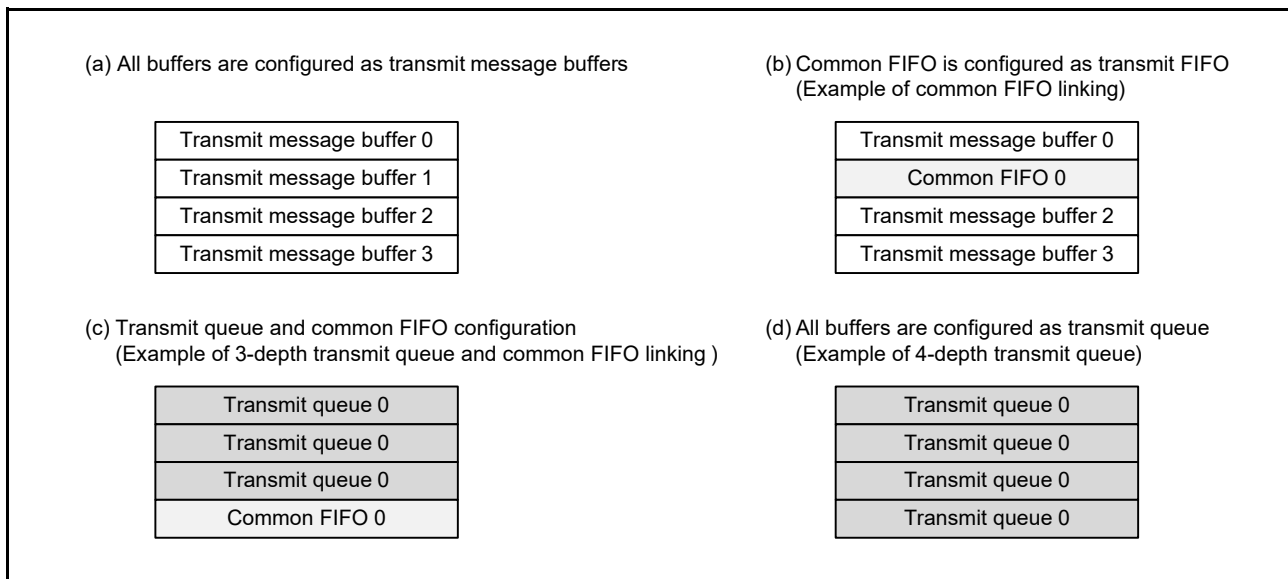 (a) All buffers are configured as transmit message buffers
Transmit message buffer 0
Transmit message buffer 1
Transmit message buffer 2
Transmit message buffer 3
(b) Common FIFO is configured as transmit FIFO
(Example of common FIFO linking)
Transmit message buffer 0
Common FIFO 0
Transmit message buffer 2
Transmit message buffer 3
(c) Transmit queue and common FIFO configuration
(Example of 3-depth transmit queue and common FIFO linking )
Transmit queue 0
Transmit queue 0
Transmit queue 0
Common FIFO 0
(d) All buffers are configured as transmit queue
(Example of 4-depth transmit queue)
Transmit queue 0
Transmit queue 0
Transmit queue 0
Transmit queue 0